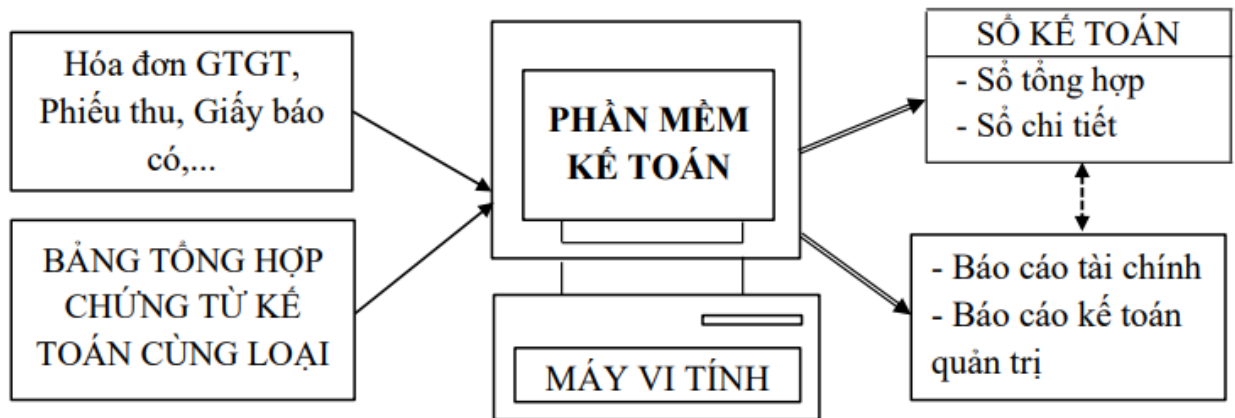 Hóa đơn GTGT,
Phiếu thu, Giấy báo
có,...
BẢNG TỔNG HỢP
CHỨNG TỪ KẾ
TOÁN CÙNG LOẠI
PHẦN MỀM
KẾ TOÁN
MÁY VI TÍNH
SỔ KẾ TOÁN
- Sổ tổng hợp
- Sổ chi tiết
- Báo cáo tài chính
- Báo cáo kế toán
quản trị